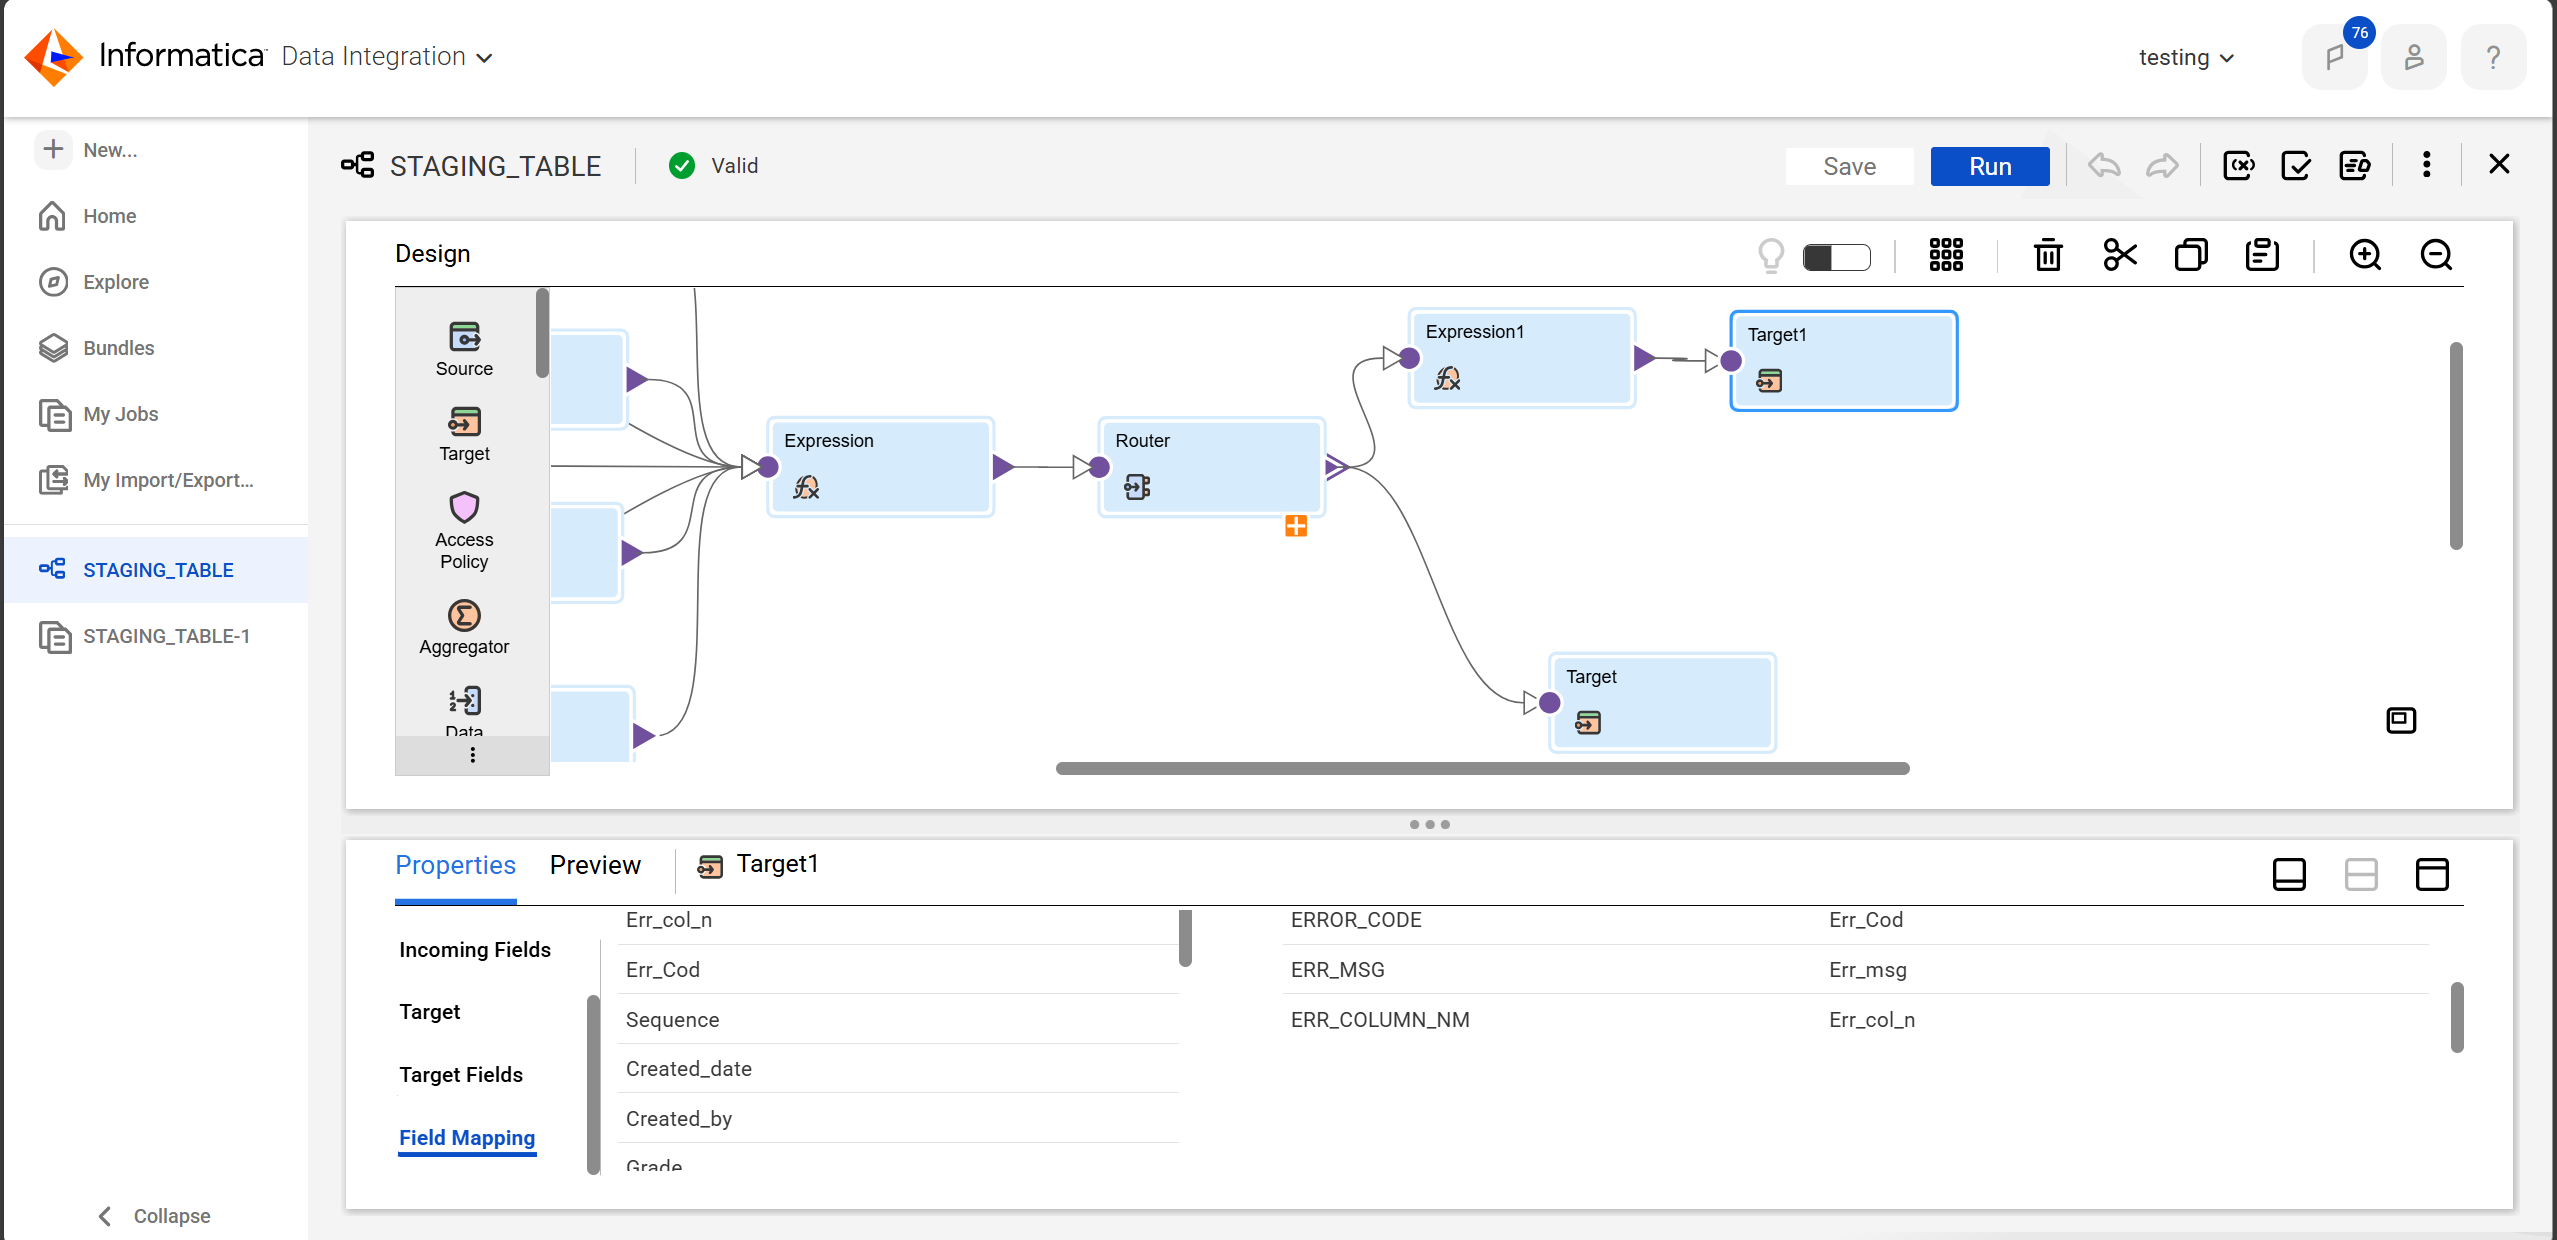 Informatica Data Integration
testing
76
?
New...
Home
Explore
Bundles
My Jobs
My Import/Export...
STAGING_TABLE
STAGING_TABLE-1
Collapse
STAGING_TABLE
Valid
Save
Run
Design
Source
Target
Access
Policy
Aggregator
Data
Expression
Router
Expression1
Target1
Target
Properties
Preview
Target1
Incoming Fields
Target
Target Fields
Field Mapping
Err_col_n
Err_Cod
Sequence
Created_date
Created_by
Grade
ERROR_CODE Err_Cod
ERR_MSG Err_msg
ERR_COLUMN_NM Err_col_n